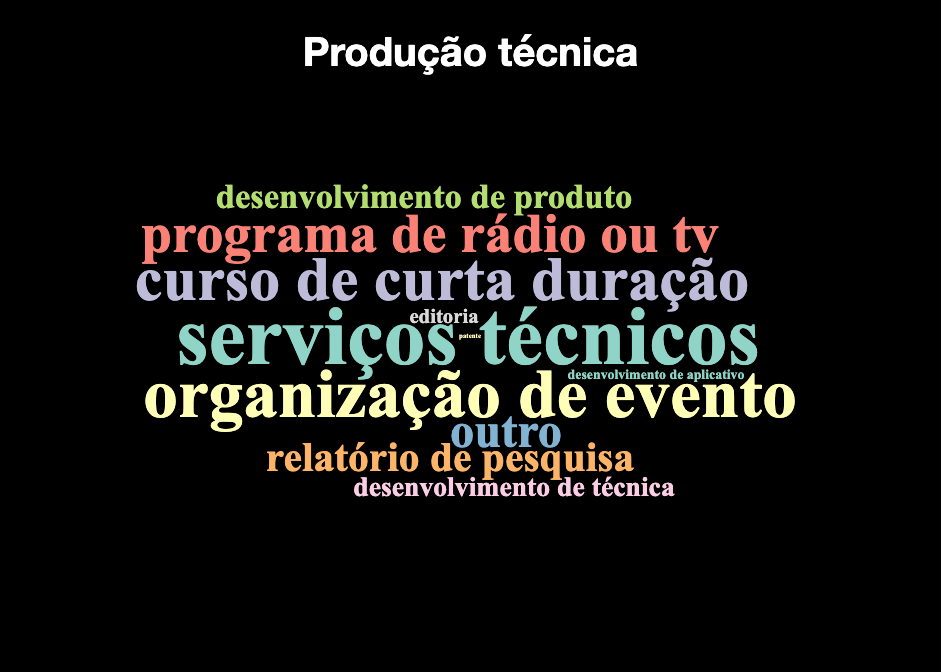 Produção técnica
desenvolvimento de produto
programa de rádio ou tv
curso de curta duração
editoria
serviços técnicos
patente
desenvolvimento de aplicativo
organização de evento
outro
relatório de pesquisa
desenvolvimento de técnica